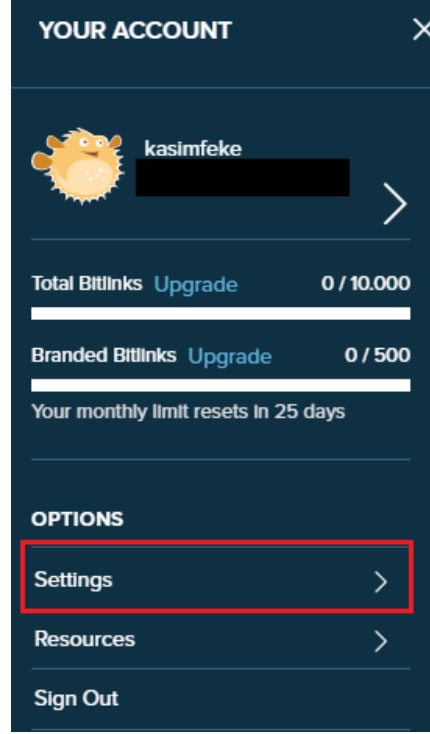 YOUR ACCOUNT
kasimfeke
Total Bitlinks Upgrade 0 / 10.000
Branded Bitlinks Upgrade 0 / 500
Your monthly limit resets in 25 days
OPTIONS
Settings
Resources
Sign Out